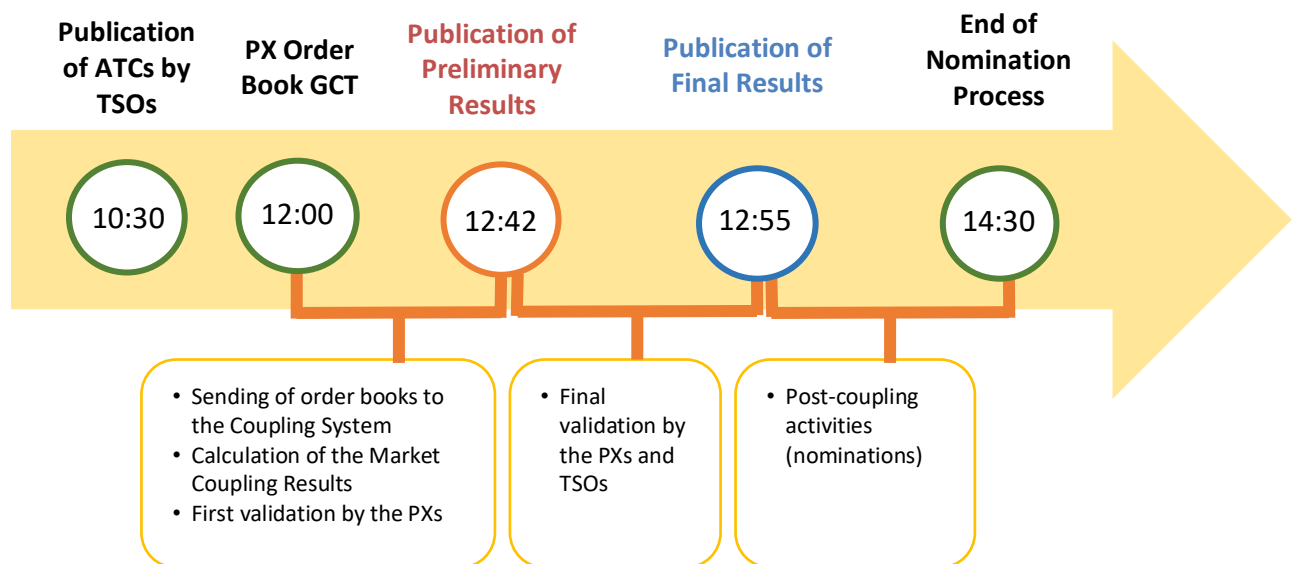 Publication
of ATCs by
TSOs
PX Order
Book GCT
Publication of
Preliminary
Results
Publication of
Final Results
End of
Nomination
Process
10:30
12:00
12:42
12:55
14:30
• Sending of order books to
the Coupling System
• Calculation of the Market
Coupling Results
• First validation by the PXs
• Final
validation by
the PXs and
TSOs
• Post-coupling
activities
(nominations)